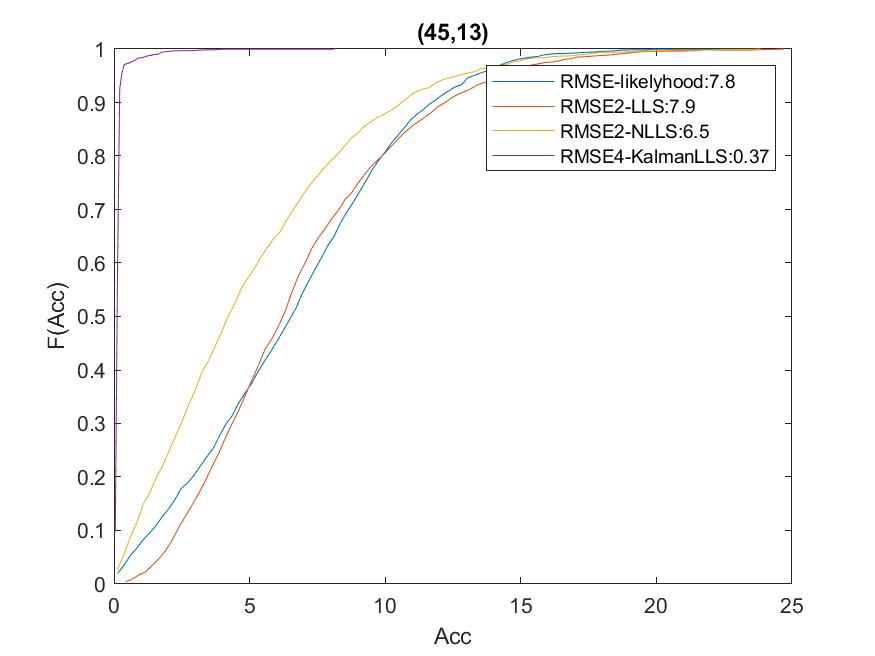 (45,13)
1
0.9
0.8
0.7
0.6
0.5
0.4
0.3
0.2
0.1
0
F(Acc)
RMSE-likelyhood:7.8
RMSE2-LLS:7.9
RMSE2-NLLS:6.5
RMSE4-KalmanLLS:0.37
0 5 10 15 20 25
Acc